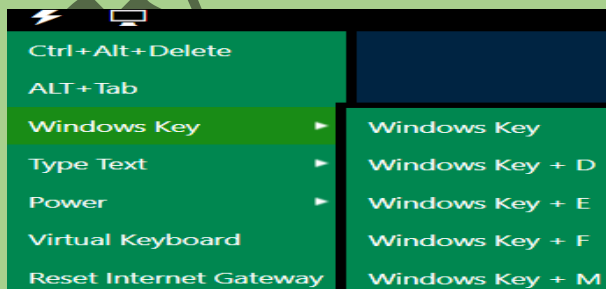 Ctrl+Alt+Delete
ALT+Tab
Windows Key
Type Text
Power
Virtual Keyboard
Reset Internet Gateway
Windows Key
Windows Key + D
Windows Key + E
Windows Key + F
Windows Key + M